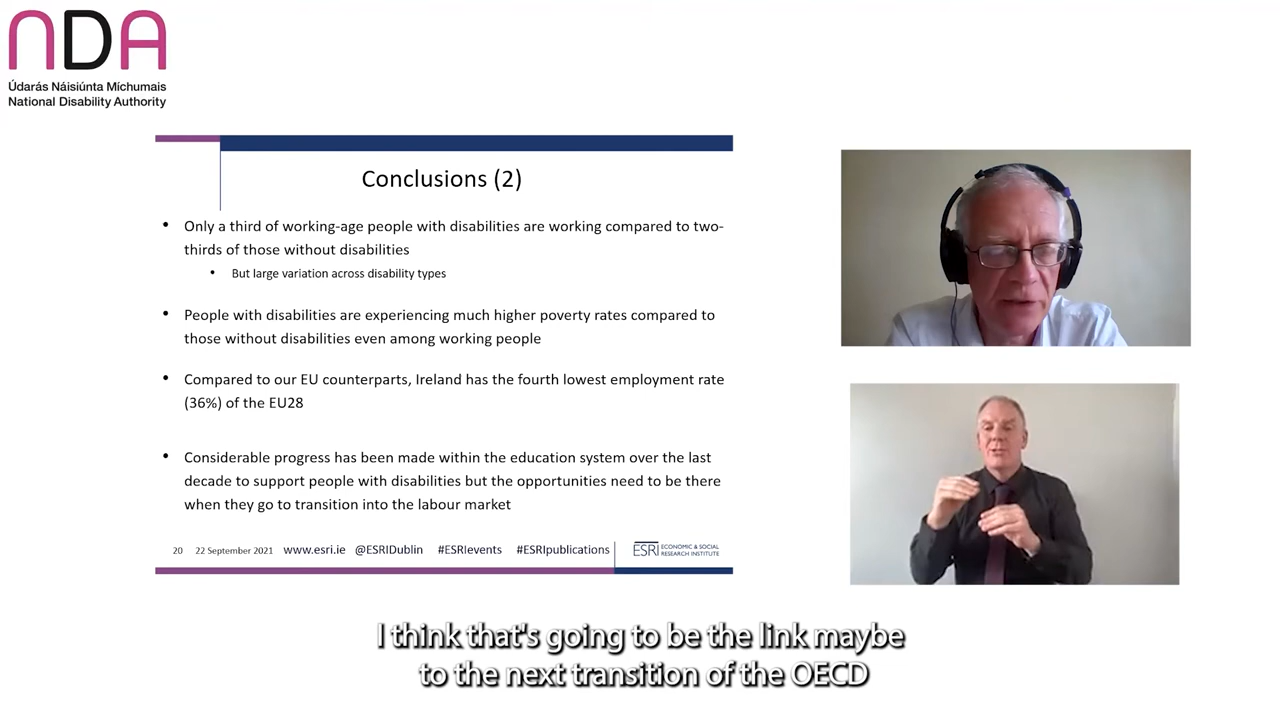 NDA
Údarás Náisiúnta Míchumais
National Disability Authority
Conclusions (2)
• Only a third of working-age people with disabilities are working compared to two-
thirds of those without disabilities
• But large variation across disability types
• People with disabilities are experiencing much higher poverty rates compared to
those without disabilities even among working people
• Compared to our EU counterparts, Ireland has the fourth lowest employment rate
(36%) of the EU28
• Considerable progress has been made within the education system over the last
decade to support people with disabilities but the opportunities need to be there
when they go to transition into the labour market
20 22 September 2021 www.esri.ie @ESRIDublin #ESRIevents #ESRIpublications
ESRI ECONOMIC & SOCIAL
RESEARCH INSTITUTE
I think that's going to be the link maybe
to the next transition of the OECD